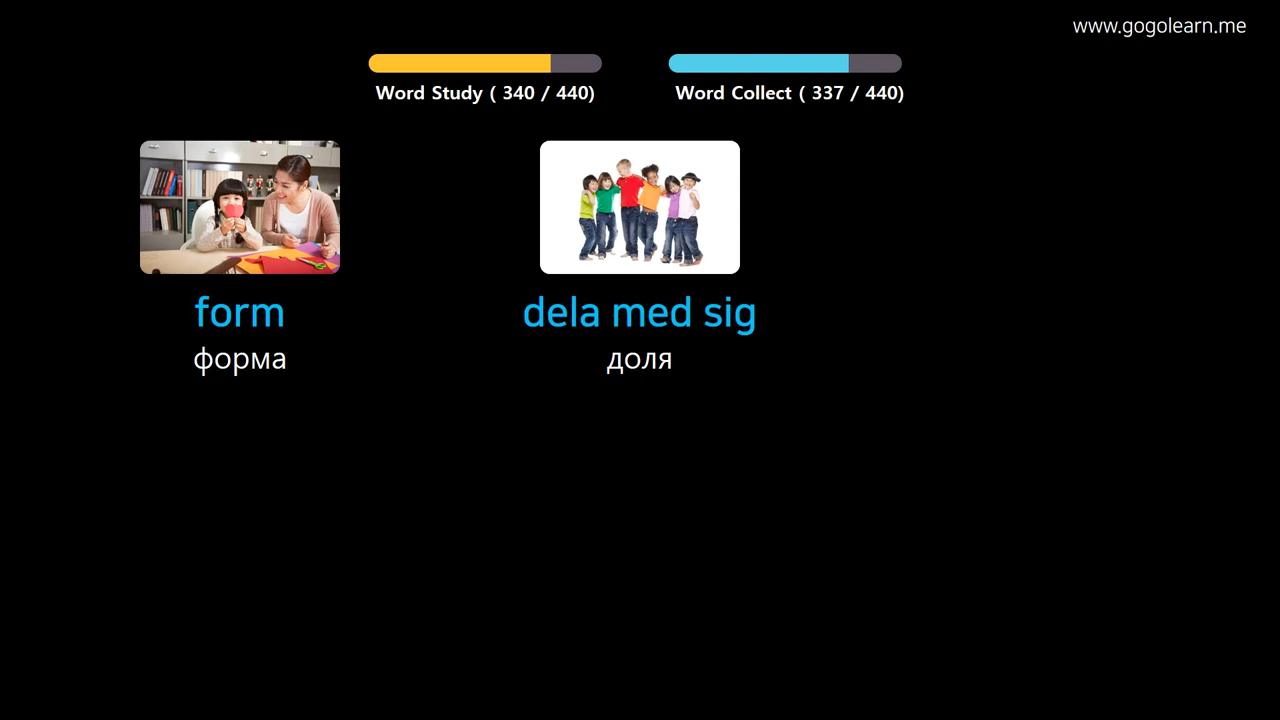 www.gogolearn.me
Word Study ( 340 / 440)
Word Collect ( 337 / 440)
form
форма
dela med sig
доля